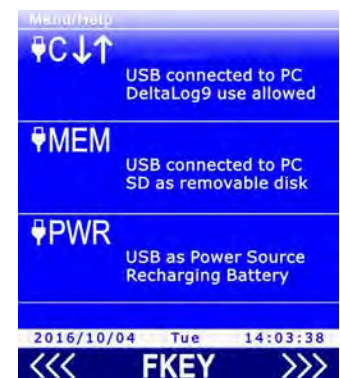 Menu/Help
C↓↑
USB connected to PC
DeltaLog9 use allowed
MEM
USB connected to PC
SD as removable disk
PWR
USB as Power Source
Recharging Battery
2016/10/04 Tue 14:03:38
<<< FKEY >>>